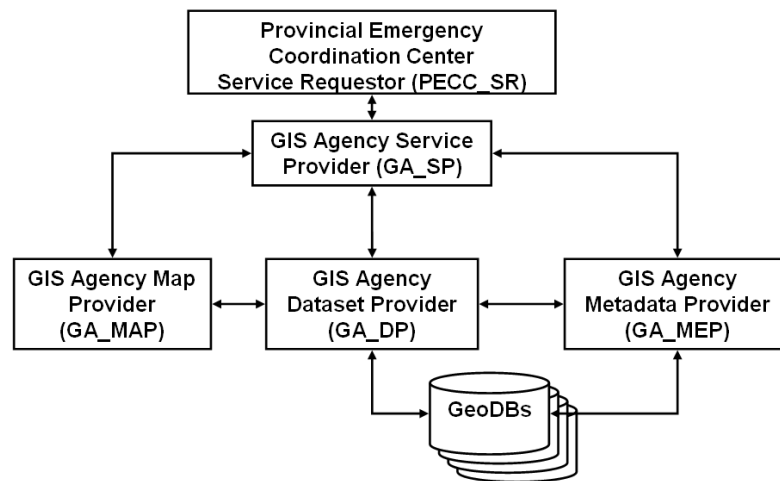 Provincial Emergency
Coordination Center
Service Requestor (PECC_SR)
GIS Agency Service
Provider (GA_SP)
GIS Agency Map
Provider
(GA_MAP)
GIS Agency
Dataset Provider
(GA_DP)
GIS Agency
Metadata Provider
(GA_MEP)
GeoDBs